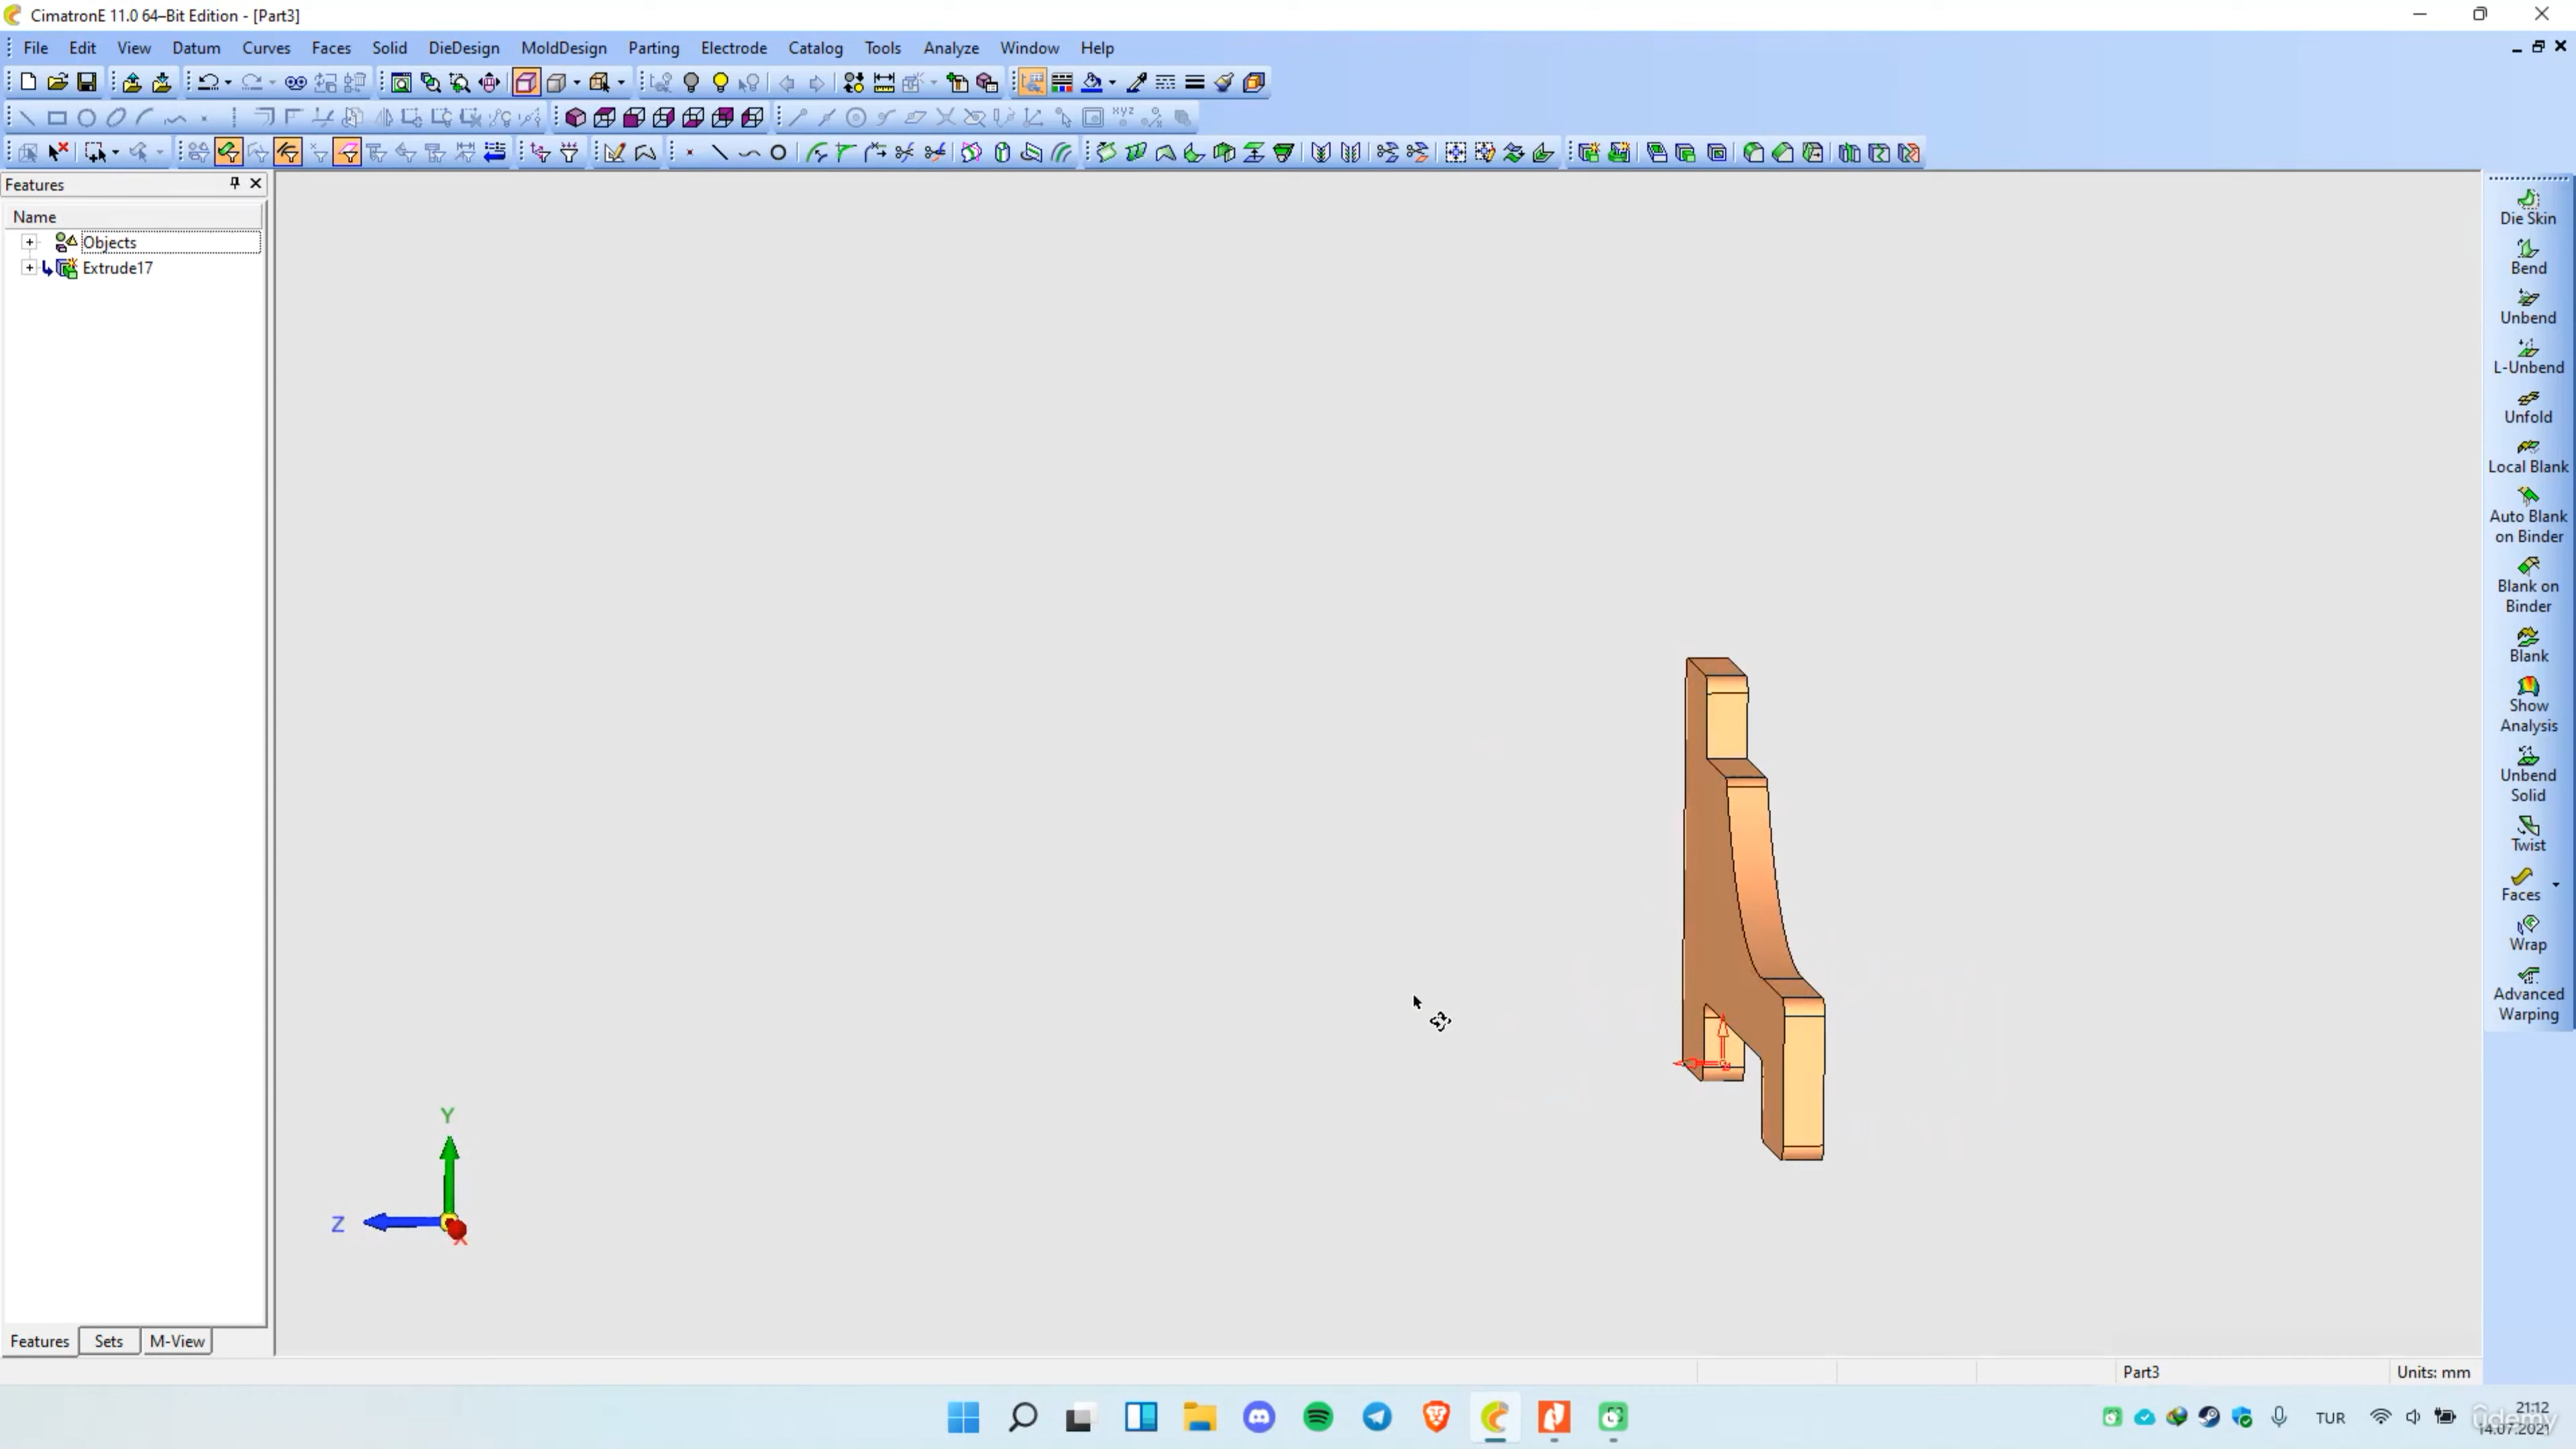 CimatronE 11.0 64–Bit Edition - [Part3]
File Edit View Datum Curves Faces Solid DieDesign MoldDesign Parting Electrode Catalog Tools Analyze Window Help
xyz
Features
Name
Objects
Extrude17
Die Skin
Bend
Unbend
L-Unbend
Unfold
Local Blank
Auto Blank
on Binder
Blank on
Binder
Blank
Show
Analysis
Unbend
Solid
Twist
Faces
Wrap
Advanced
Warping
Y
Z
X
Features Sets M-View
Part3 Units: mm
TUR
21:12
14.07.2021
ûdemy